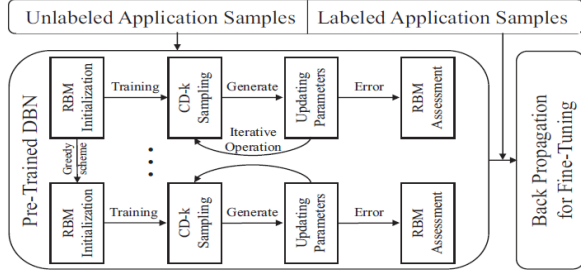 Unlabeled Application Samples
Labeled Application Samples
Pre-Trained DBN
RBM
Initialization
Training
CD-k
Sampling
Generate
Updating
Parameters
Error
RBM
Assessment
Iterative
Operation
Greedy
scheme
RBM
Initialization
Training
CD-k
Sampling
Generate
Updating
Parameters
Error
RBM
Assessment
Back Propagation
for Fine-Tuning